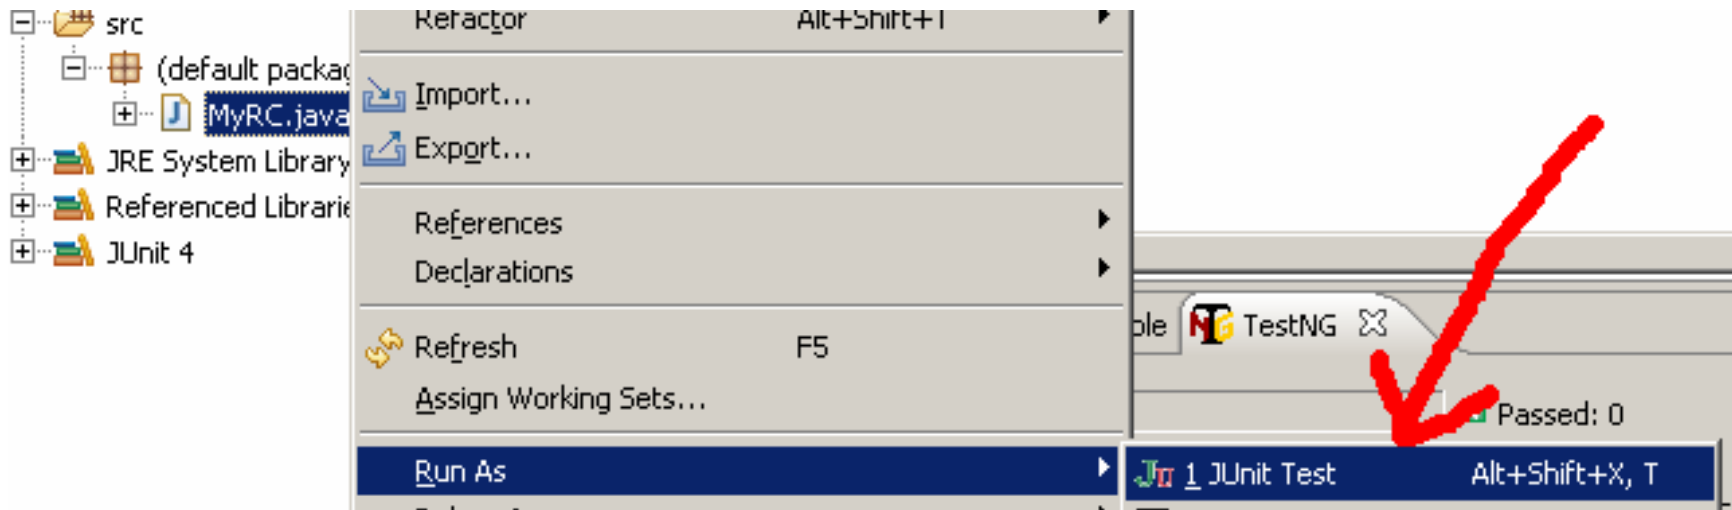 src
(default packag
MyRC.java
JRE System Library
Referenced Librarie
JUnit 4
Refactor Alt+Shift+T
Import...
Export...
References
Declarations
Refresh F5
Assign Working Sets...
Run As
ole
TestNG
Passed: 0
1 JUnit Test Alt+Shift+X, T